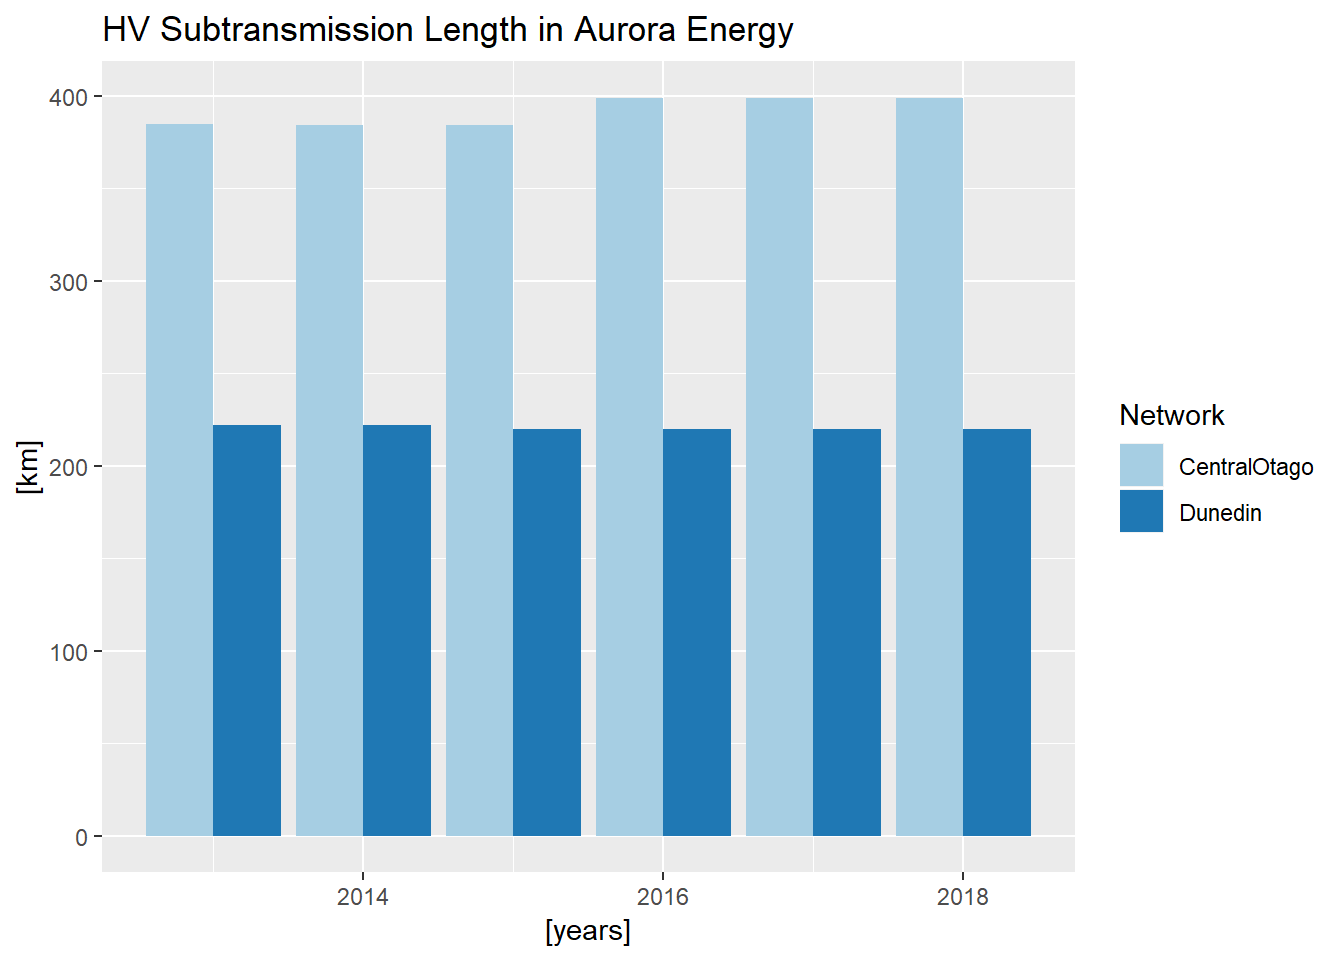 HV Subtransmission Length in Aurora Energy
400
300
200
100
0
[km]
2014
2016
2018
[years]
Network
CentralOtago
Dunedin